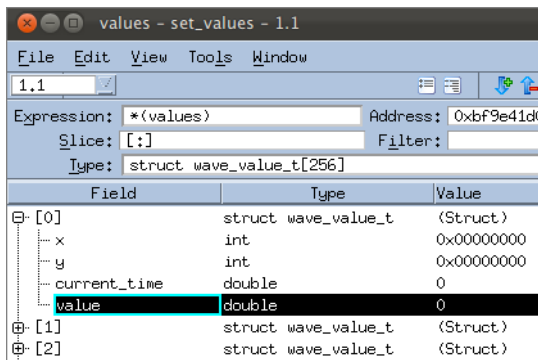 values - set_values - 1.1
File Edit View Tools Window
1.1
Expression: *(values) Address: 0xbf9e41d
Slice: [:] Filter:
Type: struct wave_value_t[256]
Field Type Value
[0] struct wave_value_t (Struct)
x int 0x00000000
y int 0x00000000
current_time double 0
value double 0
[1] struct wave_value_t (Struct)
[2] struct wave_value_t (Struct)